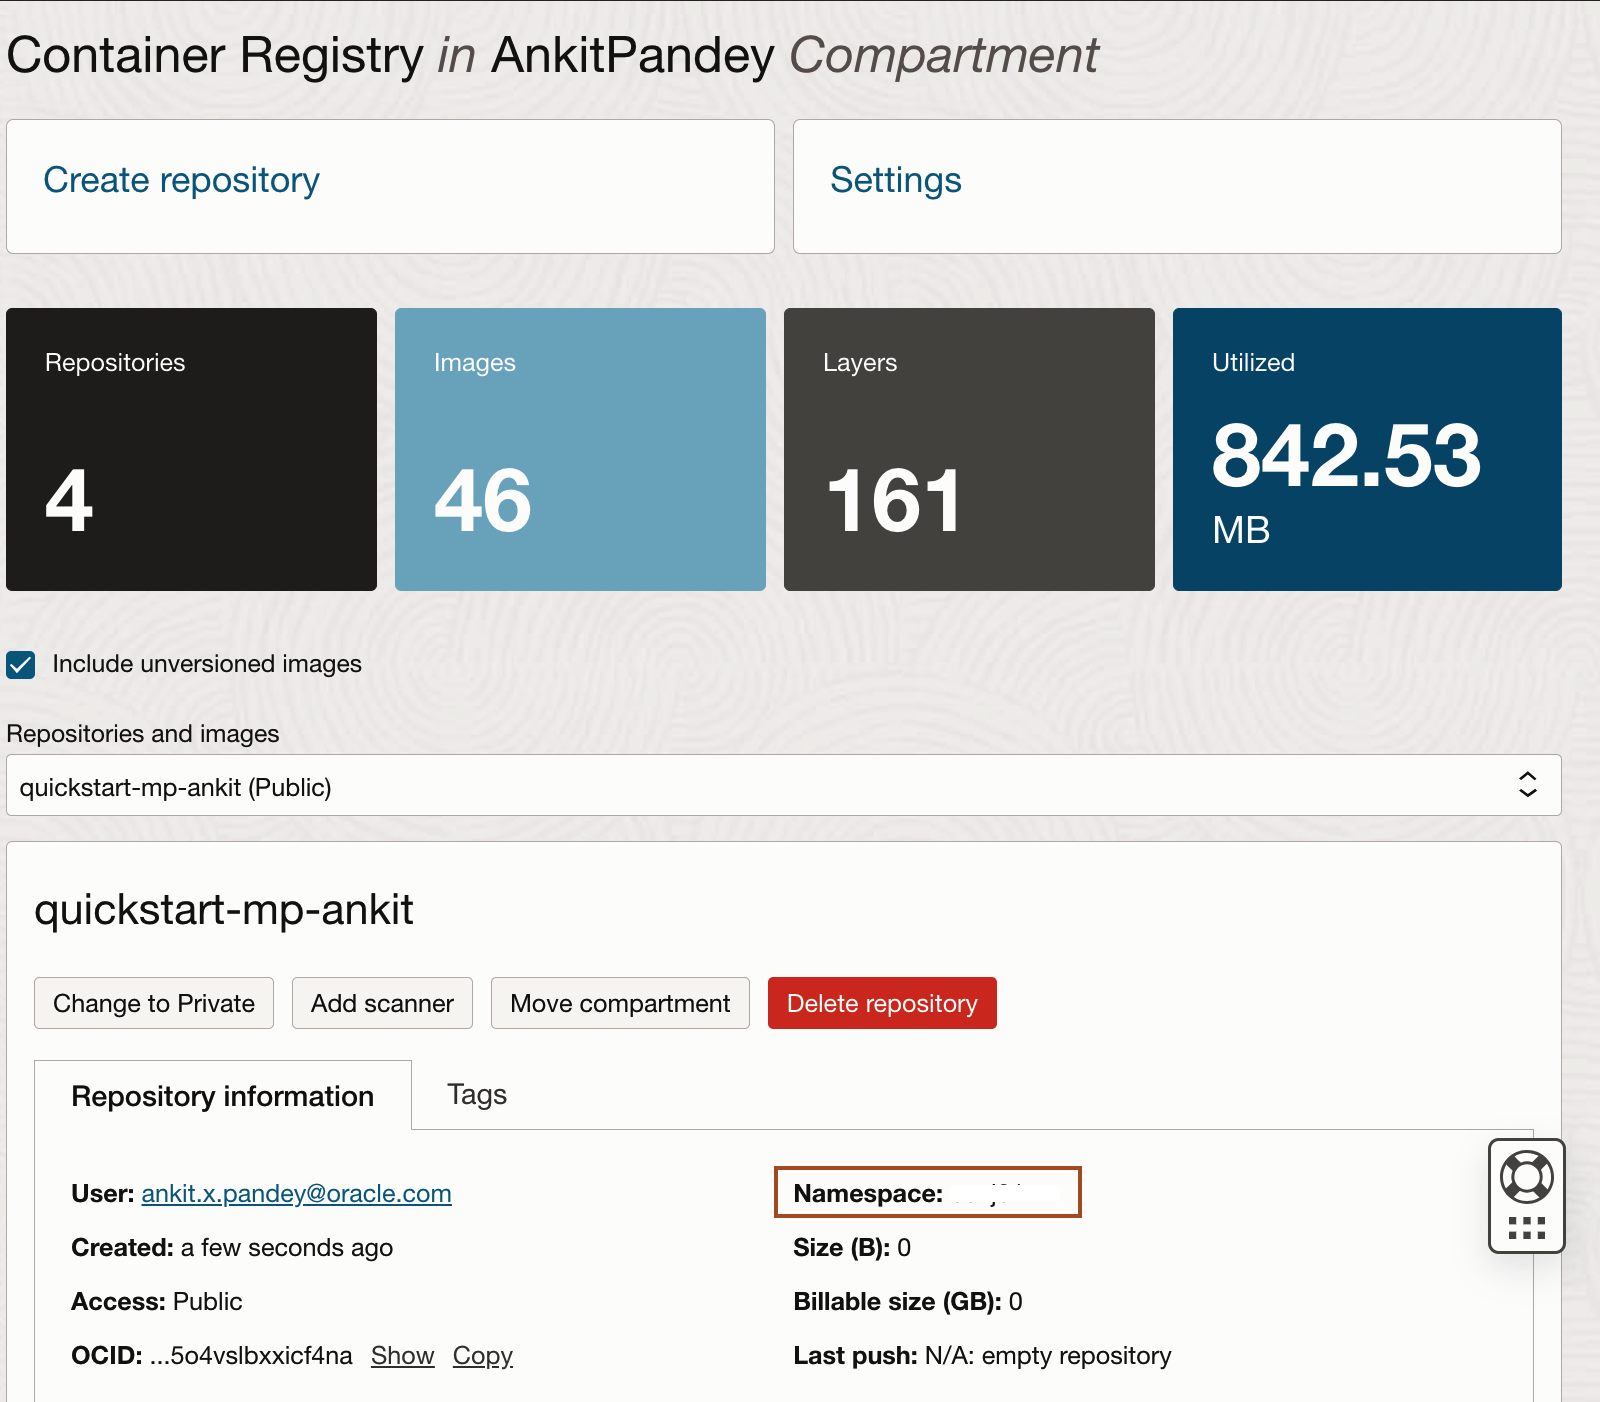 Container Registry in AnkitPandey Compartment
Create repository
Settings
Repositories
4
Images
46
Layers
161
Utilized
842.53
MB
Include unversioned images
Repositories and images
quickstart-mp-ankit (Public)
quickstart-mp-ankit
Change to Private
Add scanner
Move compartment
Delete repository
Repository information
Tags
User: ankit.x.pandey@oracle.com
Namespace:
Created: a few seconds ago
Size (B): 0
Access: Public
Billable size (GB): 0
OCID: ...5o4vslbxxicf4na Show Copy
Last push: N/A: empty repository